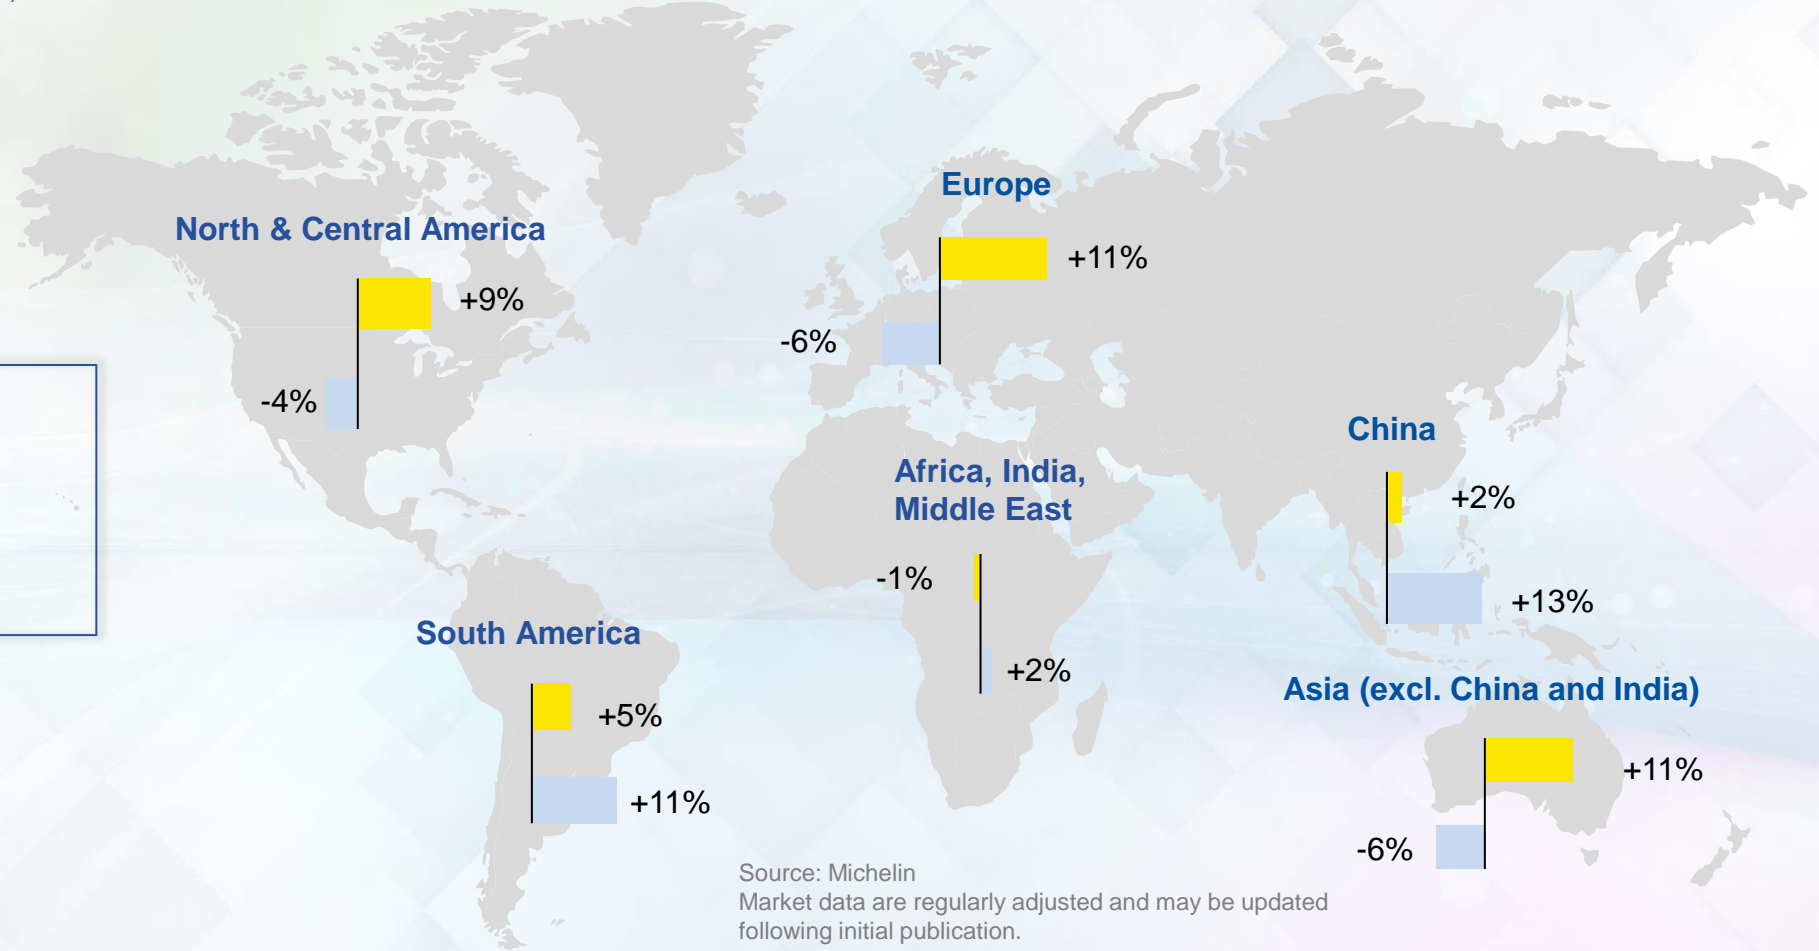 Europe
+11%
-6%
North & Central America
+9%
-4%
China
+2%
+13%
Africa, India,
Middle East
-1%
+2%
South America
+5%
+11%
Asia (excl. China and India)
+11%
-6%
Source: Michelin
Market data are regularly adjusted and may be updated
following initial publication.